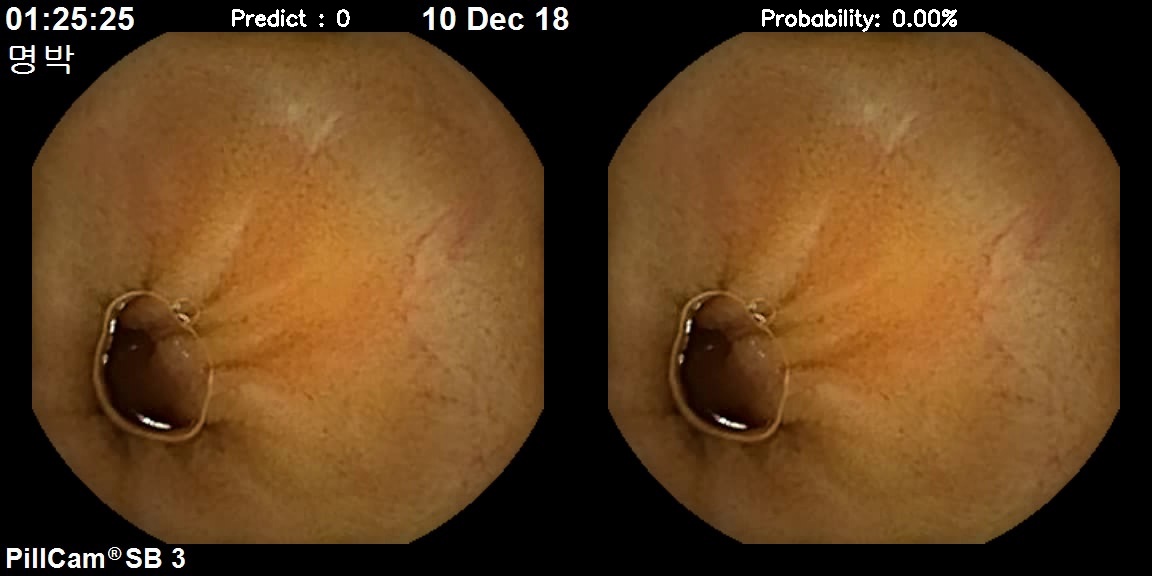 01:25:25
Predict : 0
10 Dec 18
Probability: 0.00%
명박
PillCam® SB 3